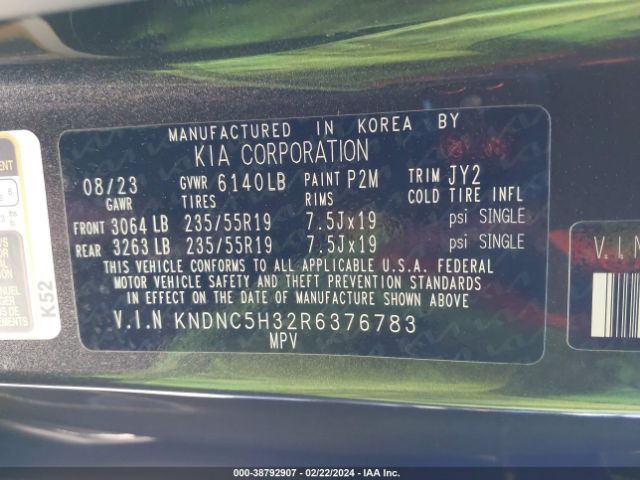 MANUFACTURED IN KOREA BY
KIA CORPORATION
08/23 GVWR 6140LB PAINT P2M TRIM JY2
GAWR TIRES RIMS COLD TIRE INFL
FRONT 3064 LB 235/55R19 7.5Jx19 psi SINGLE
REAR 3263 LB 235/55R19 7.5Jx19 psi SINGLE
THIS VEHICLE CONFORMS TO ALL APPLICABLE U.S.A. FEDERAL
MOTOR VEHICLE SAFETY AND THEFT PREVENTION STANDARDS
IN EFFECT ON THE DATE OF MANUFACTURE SHOWN ABOVE
V.I.N KNDNC5H32R6376783
MPV
K52
V.I.N
000-38792907 - 02/22/2024 - IAA Inc.